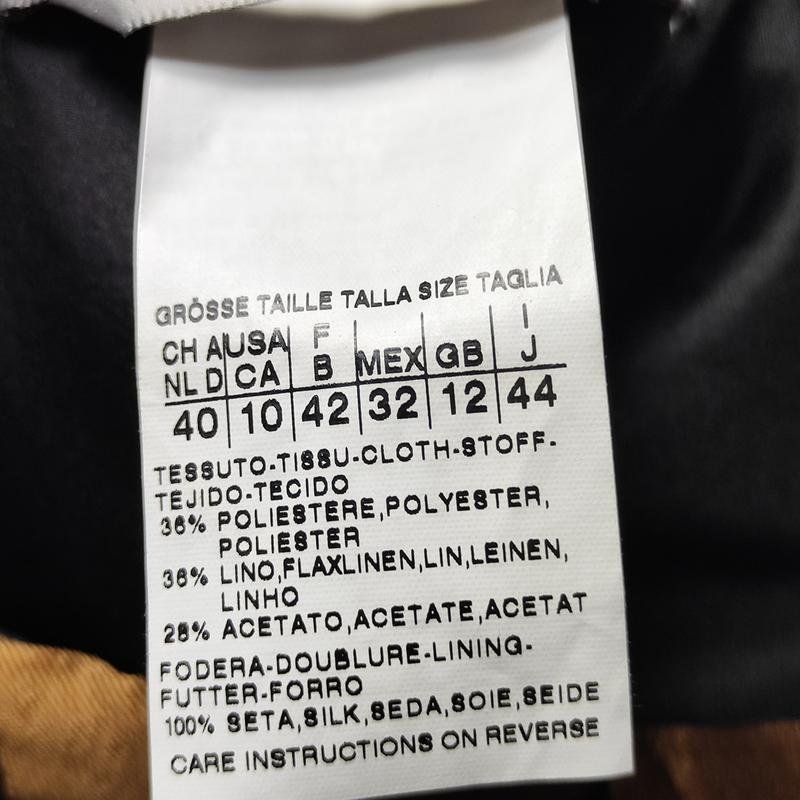 GRÖSSE TAILLE TALLA SIZE TAGLIA
CH A USA F MEX GB I
NL D CA B J
40 10 42 32 12 44
TESSUTO-TISSU-CLOTH-STOFF-
TEJIDO-TECIDO
36% POLIESTERE,POLYESTER,
POLIESTER
36% LINO,FLAXLINEN,LIN,LEINEN,
LINHO
28% ACETATO,ACETATE,ACETAT
FODERA-DOUBLURE-LINING-
FUTTER-FORRO
100% SETA,SILK,SEDA,SOIE,SEIDE
CARE INSTRUCTIONS ON REVERSE